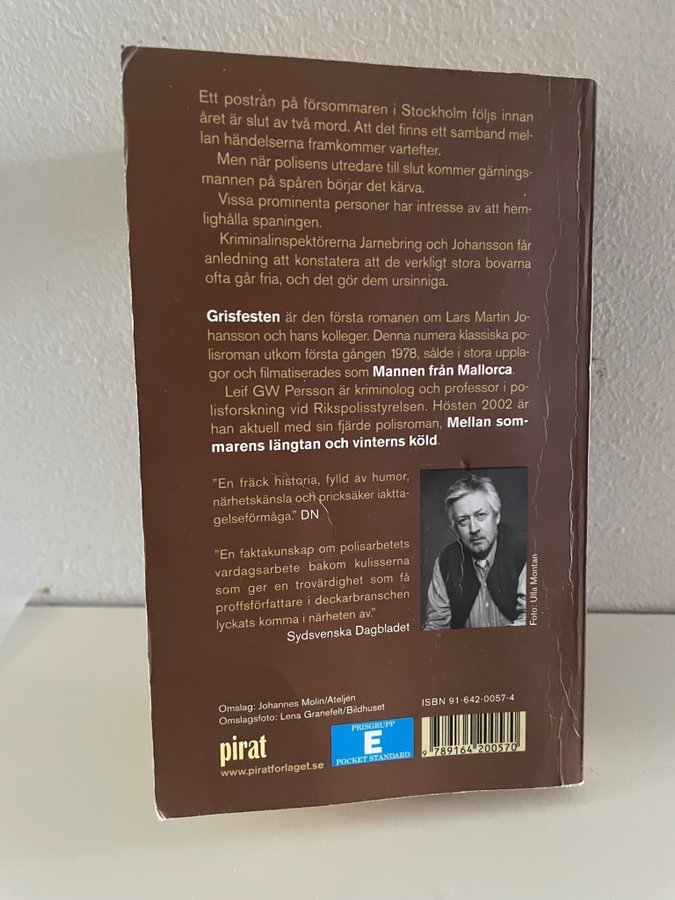 Ett postrån på försommaren i Stockholm följs innan
året är slut av två mord. Att det finns ett samband mel-
lan händelserna framkommer vartefter.
Men när polisens utredare till slut kommer gärnings-
mannen på spåren börjar det kärva.
Vissa prominenta personer har intresse av att hem-
lighålla spaningen.
Kriminalinspektörerna Jarnebring och Johansson får
anledning att konstatera att de verkligt stora bovarna
ofta går fria, och det gör dem ursinniga.
Grisfesten är den första romanen om Lars Martin Jo-
hansson och hans kolleger. Denna numera klassiska po-
lisroman utkom första gången 1978, sålde i stora uppla-
gor och filmatiserades som Mannen från Mallorca.
Leif GW Persson är kriminolog och professor i po-
lisforskning vid Rikspolisstyrelsen. Hösten 2002 är
han aktuell med sin fjärde polisroman, Mellan som-
marens längtan och vinterns köld.
"En fräck historia, fylld av humor,
närhetskänsla och pricksäker iaktta-
gelseförmåga." DN
"En faktakunskap om polisarbetets
vardagsarbete bakom kulisserna
som ger en trovärdighet som få
proffsförfattare i deckarbranschen
lyckats komma i närheten av."
Sydsvenska Dagbladet
Foto: Ulla Montan
Omslag: Johannes Molin/Ateljén
Omslagsfoto: Lena Granefelt/Bildhuset
pirat
www.piratforlaget.se
PRISGRUPP
E
POCKET STANDARD
ISBN 91-642-0057-4
9 789164 200570